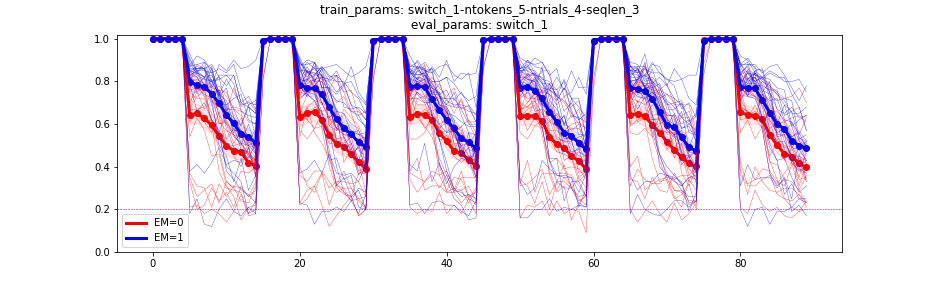 train_params: switch_1-ntokens_5-ntrials_4-seqlen_3
eval_params: switch_1
1.0
0.8
0.6
0.4
0.2
0.0
EM=0
EM=1
0
20
40
60
80